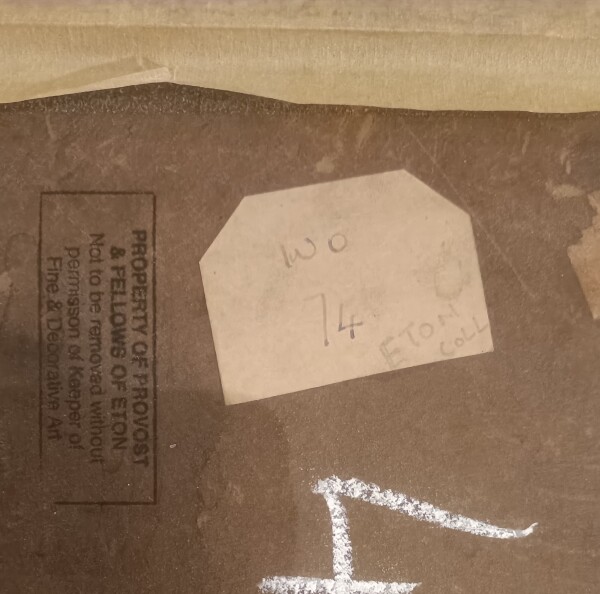 PROPERTY OF PROVOST
& FELLOWS OF ETON
Not to be removed without
permisson of Keeper of
Fine & Decorative Art
NO
74
ETON
COLL